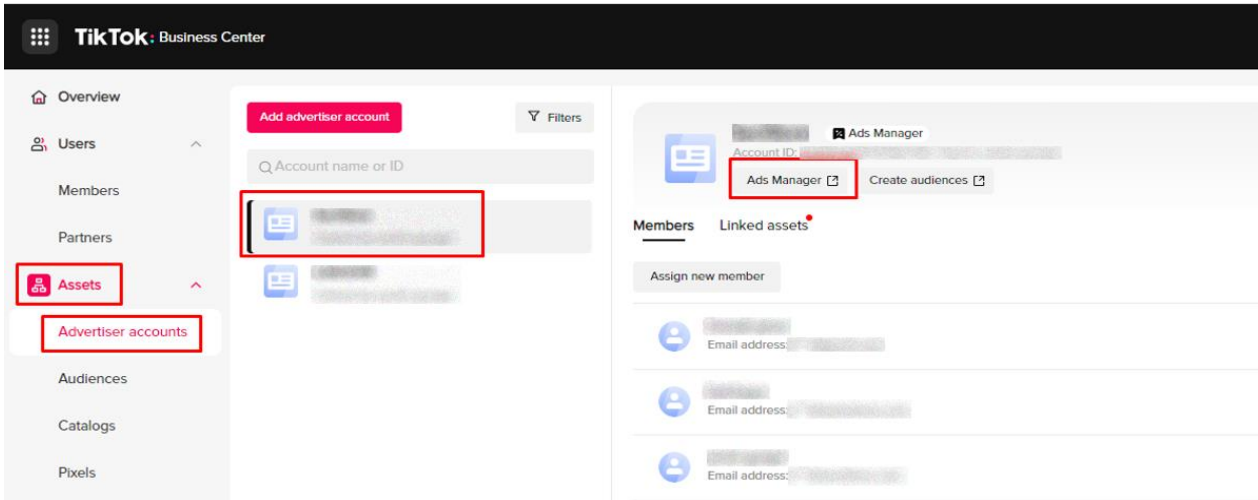 TikTok: Business Center
Overview
Users
Members
Partners
Assets
Advertiser accounts
Audiences
Catalogs
Pixels
Add advertiser account
Filters
Account name or ID
Ads Manager
Account ID:
Ads Manager
Create audiences
Members
Linked assets
Assign new member
Email address:
Email address:
Email address: